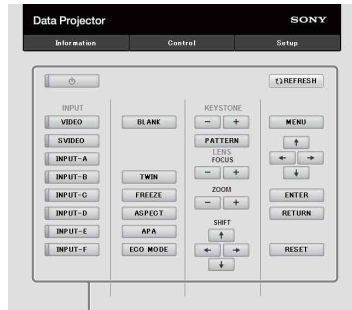 Data Projector SONY
Information Control Setup
REFRESH
INPUT KEYSTONE
VIDEO BLANK - + MENU
SVIDEO PATTERN
LENS
INPUT-A FOCUS
INPUT-B TWIN - +
INPUT-C FREEZE ZOOM ENTER
INPUT-D ASPECT - + RETURN
INPUT-E APA SHIFT
INPUT-F ECO MODE RESET